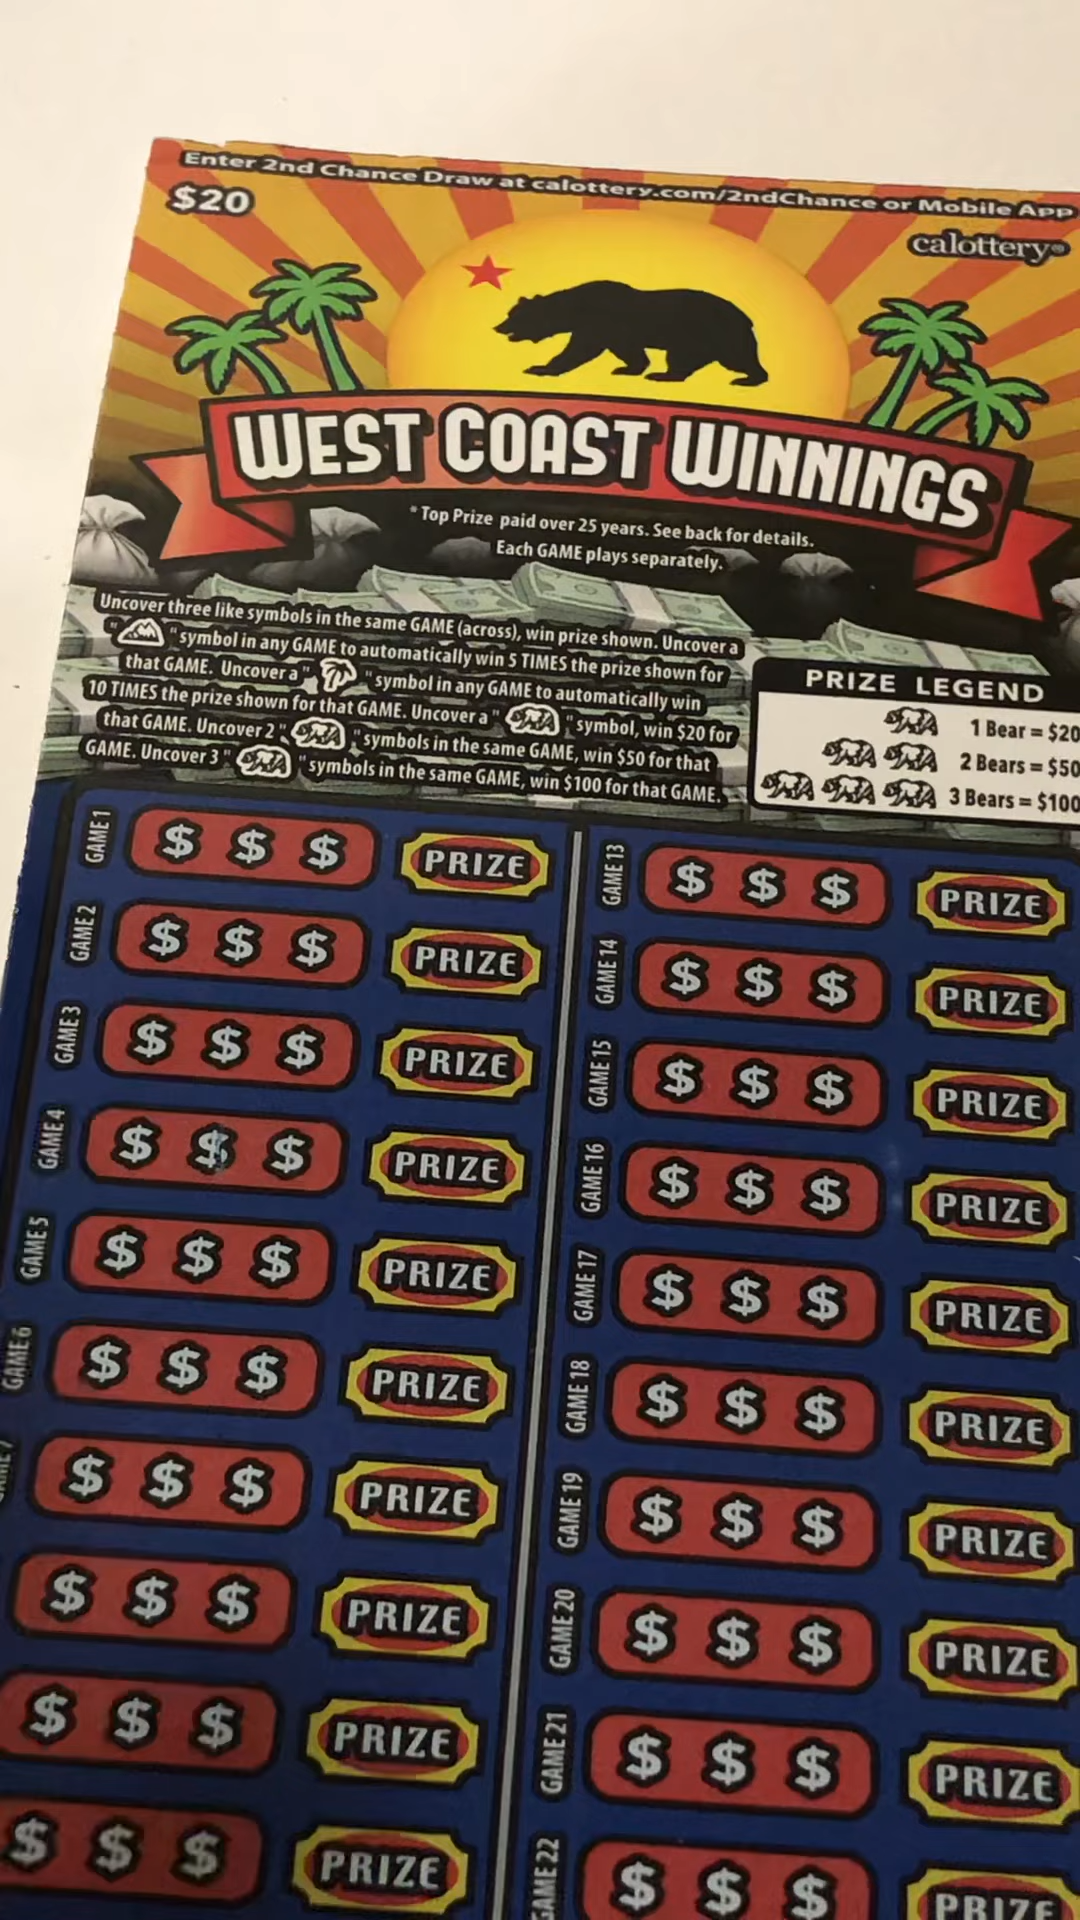 Enter 2nd Chance Draw at calottery.com/2ndChance or Mobile App
$20
calottery®
WEST COAST WINNINGS
* Top Prize paid over 25 years. See back for details.
Each GAME plays separately.
Uncover three like symbols in the same GAME (across), win prize shown. Uncover a
" " symbol in any GAME to automatically win 5 TIMES the prize shown for
that GAME. Uncover a " " symbol in any GAME to automatically win
10 TIMES the prize shown for that GAME. Uncover a " " symbol, win $20 for
that GAME. Uncover 2 " " symbols in the same GAME, win $50 for that
GAME. Uncover 3 " " symbols in the same GAME, win $100 for that GAME.
PRIZE LEGEND
1 Bear = $20
2 Bears = $50
3 Bears = $100
GAME 1 $ $ $ PRIZE
GAME 2 $ $ $ PRIZE
GAME 3 $ $ $ PRIZE
GAME 4 $ $ $ PRIZE
GAME 5 $ $ $ PRIZE
GAME 6 $ $ $ PRIZE
GAME 7 $ $ $ PRIZE
$ $ $ PRIZE
$ $ $ PRIZE
$ $ $ PRIZE
GAME 13 $ $ $ PRIZE
GAME 14 $ $ $ PRIZE
GAME 15 $ $ $ PRIZE
GAME 16 $ $ $ PRIZE
GAME 17 $ $ $ PRIZE
GAME 18 $ $ $ PRIZE
GAME 19 $ $ $ PRIZE
GAME 20 $ $ $ PRIZE
GAME 21 $ $ $ PRIZE
GAME 22 $ $ $ PRIZE